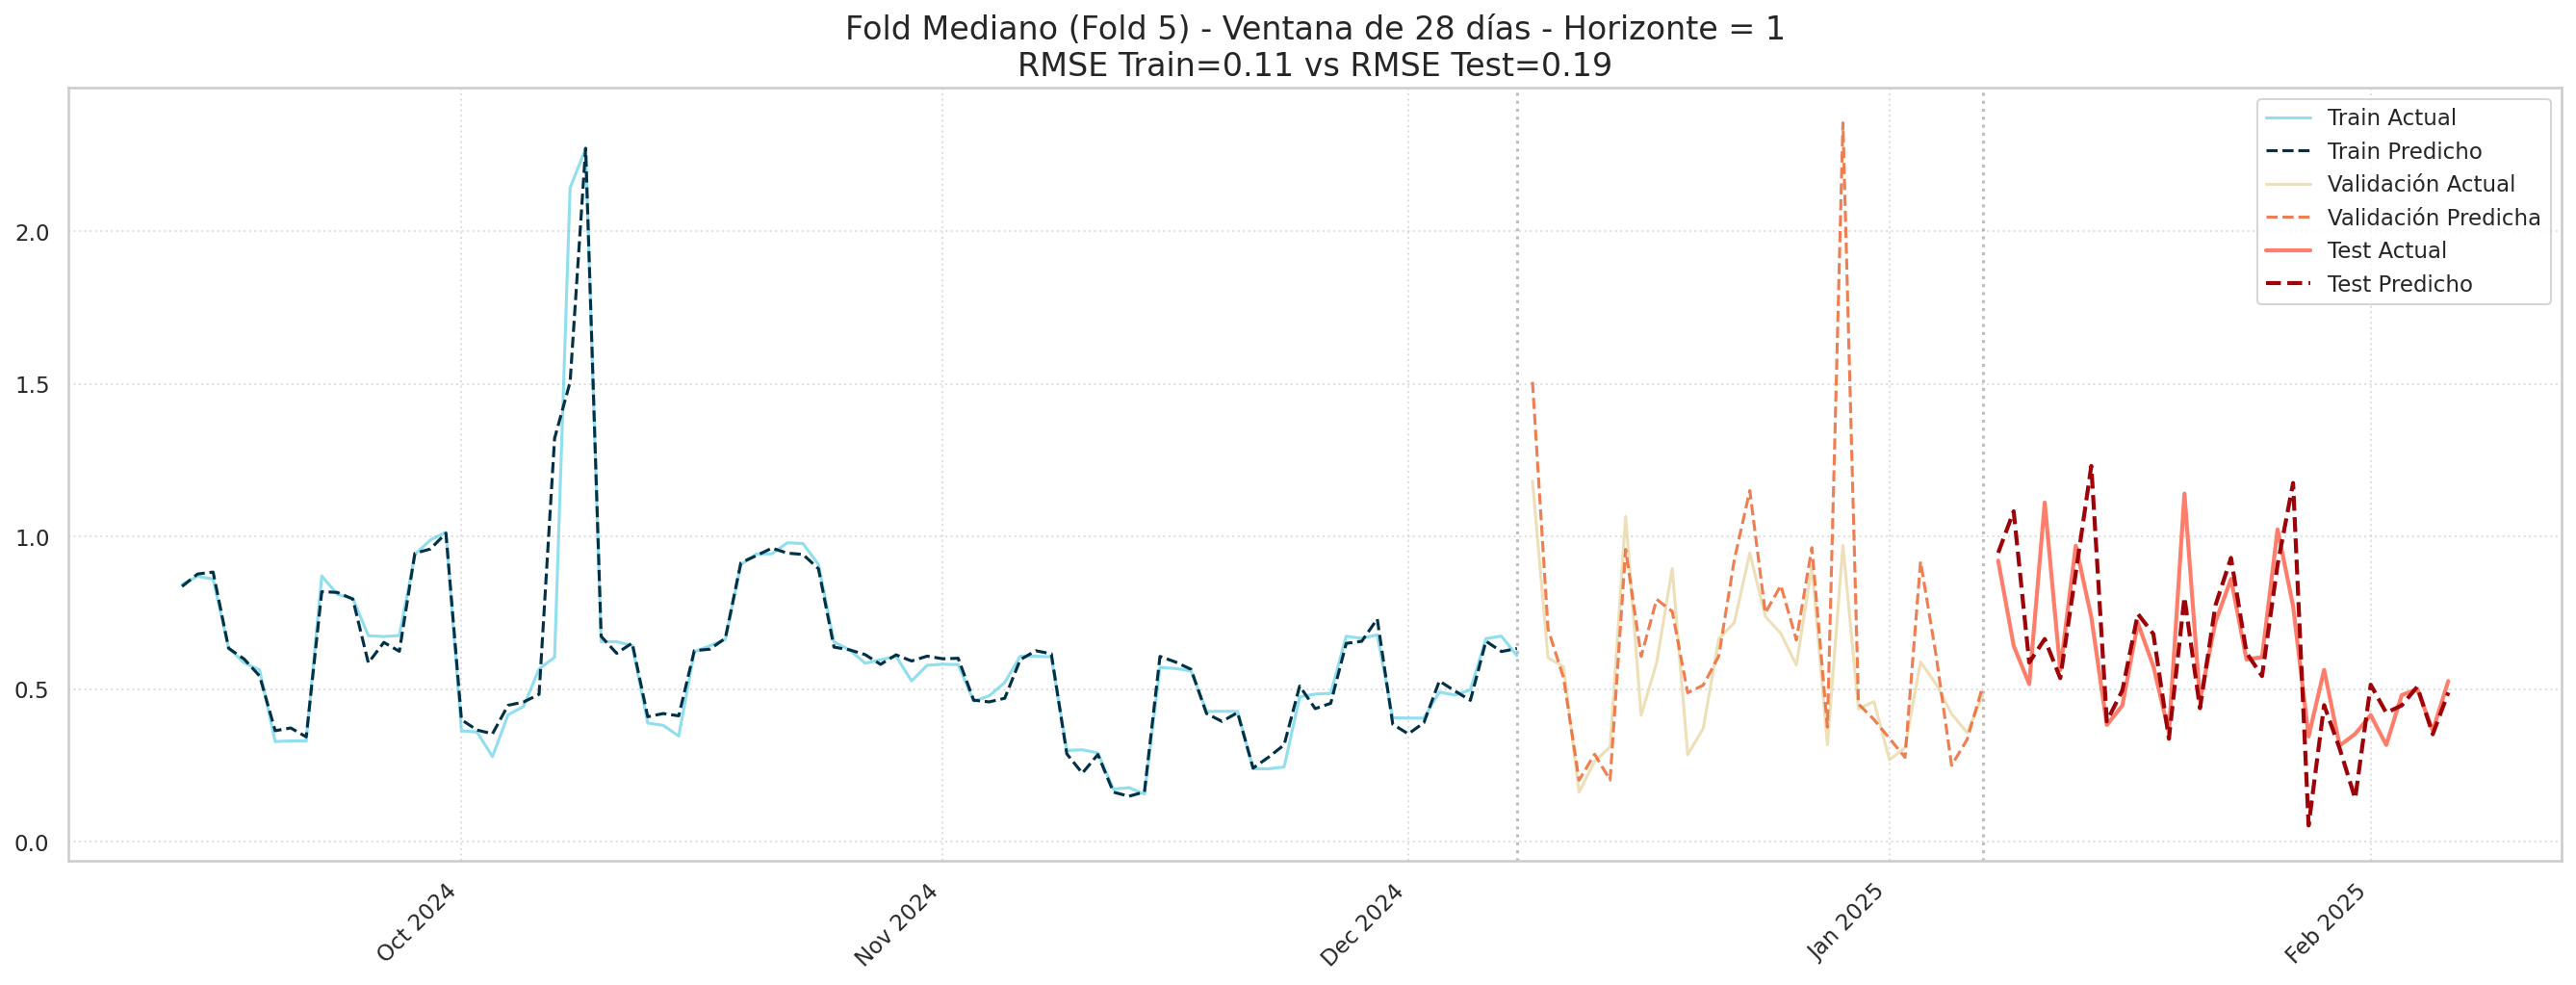 Fold Mediano (Fold 5) - Ventana de 28 días - Horizonte = 1
RMSE Train=0.11 vs RMSE Test=0.19
Train Actual
Train Predicho
Validación Actual
Validación Predicha
Test Actual
Test Predicho
2.0
1.5
1.0
0.5
0.0
Oct 2024
Nov 2024
Dec 2024
Jan 2025
Feb 2025